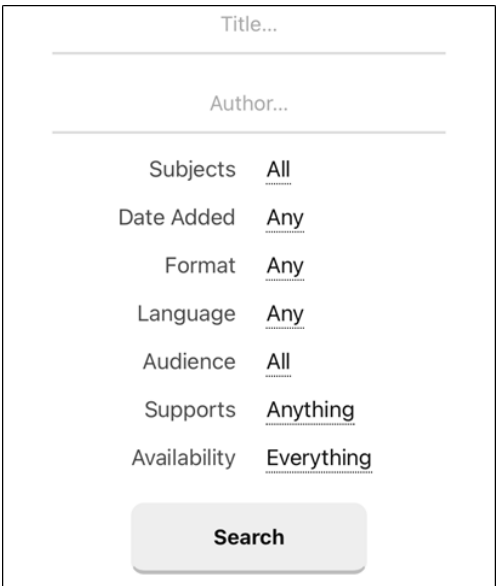 Title...
Author...
Subjects All
Date Added Any
Format Any
Language Any
Audience All
Supports Anything
Availability Everything
Search